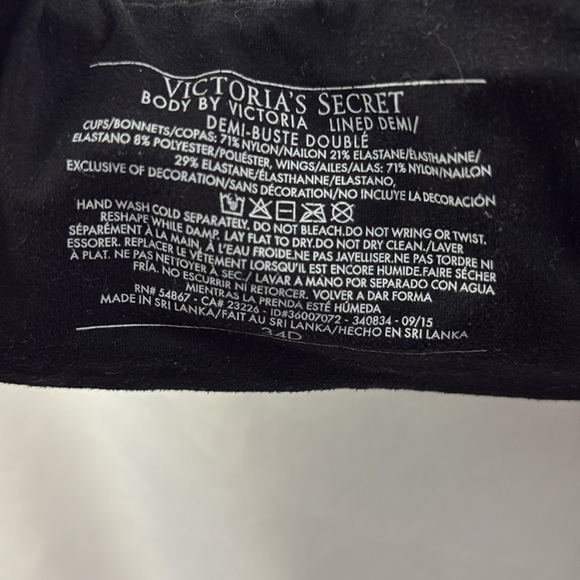 VICTORIA'S SECRET
BODY BY VICTORIA LINED DEMI/
DEMI-BUSTE DOUBLÉ
CUPS/BONNETS/COPAS: 71% NYLON/NAILON 21% ELASTANE/ÉLASTHANNE/
ELASTANO 8% POLYESTER/POLIÉSTER, WINGS/AILES/ALAS: 71% NYLON/NAILON
29% ELASTANE/ÉLASTHANNE/ELASTANO,
EXCLUSIVE OF DECORATION/SANS DÉCORATION/NO INCLUYE LA DECORACIÓN
HAND WASH COLD SEPARATELY. DO NOT BLEACH.DO NOT WRING OR TWIST.
RESHAPE WHILE DAMP. LAY FLAT TO DRY.DO NOT DRY CLEAN./LAVER
SÉPARÉMENT À LA MAIN, À L'EAU FROIDE.NE PAS JAVELLISER.NE PAS TORDRE NI
ESSORER. REPLACER LE VÊTEMENT LORSQU'IL EST ENCORE HUMIDE.FAIRE SÉCHER
À PLAT. NE PAS NETTOYER À SEC./ LAVAR A MANO POR SEPARADO CON AGUA
FRÍA. NO ESCURRIR NI RETORCER. VOLVER A DAR FORMA
MIENTRAS LA PRENDA ESTÉ HÚMEDA
RN# 54867 - CA# 23226 - ID#36007072 - 340834 - 09/15
MADE IN SRI LANKA/FAIT AU SRI LANKA/HECHO EN SRI LANKA
34D